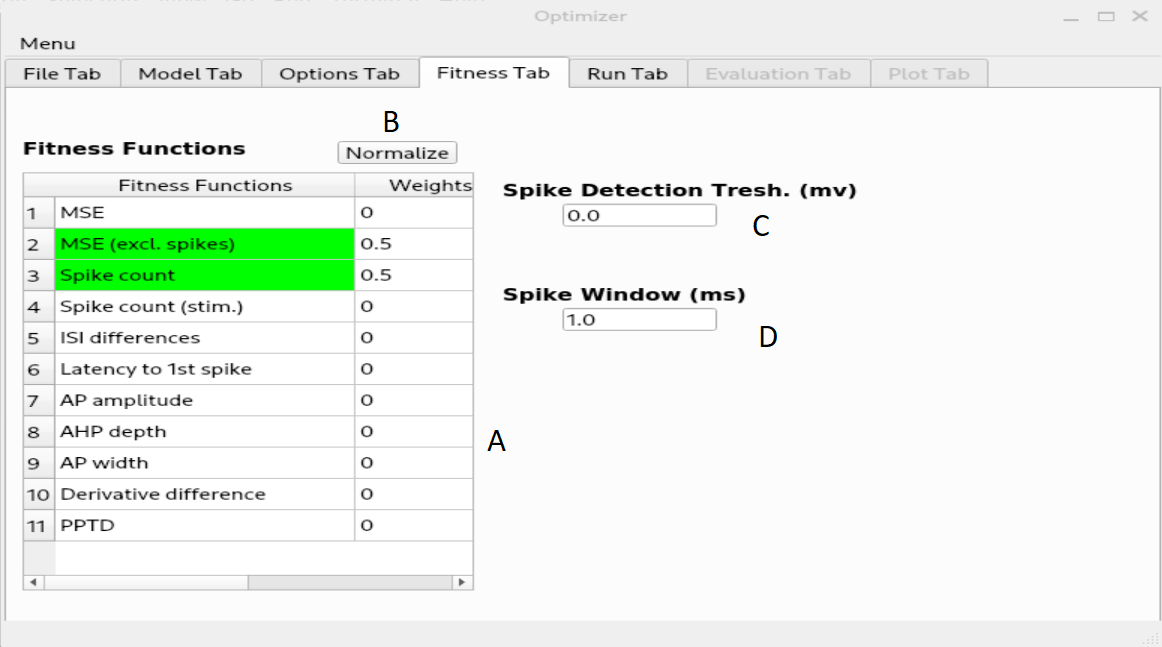 Optimizer
Menu
File Tab Model Tab Options Tab Fitness Tab Run Tab Evaluation Tab Plot Tab
B
Fitness Functions Normalize
Fitness Functions Weights
1 MSE 0
2 MSE (excl. spikes) 0.5
3 Spike count 0.5
4 Spike count (stim.) 0
5 ISI differences 0
6 Latency to 1st spike 0
7 AP amplitude 0
8 AHP depth 0
9 AP width 0
10 Derivative difference 0
11 PPTD 0
A
Spike Detection Tresh. (mv)
0.0
C
Spike Window (ms)
1.0
D